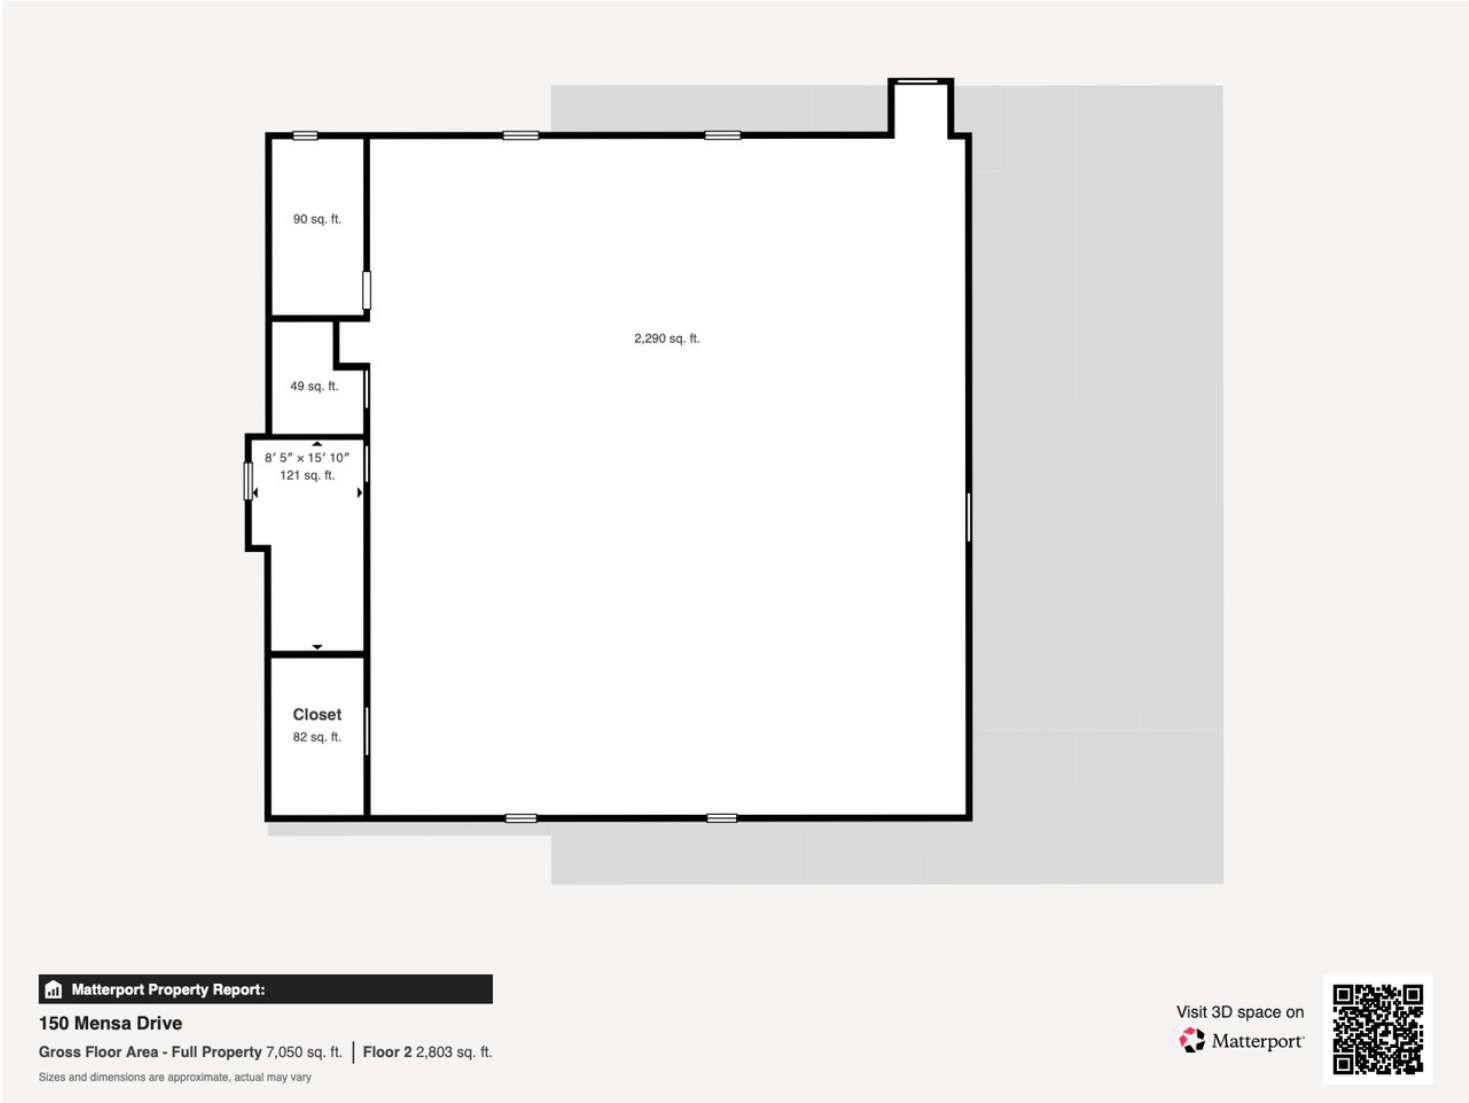 90 sq. ft.
2,290 sq. ft.
49 sq. ft.
8′ 5″ × 15′ 10″
121 sq. ft.
Closet
82 sq. ft.
Matterport Property Report:
150 Mensa Drive
Gross Floor Area - Full Property 7,050 sq. ft. | Floor 2 2,803 sq. ft.
Sizes and dimensions are approximate, actual may vary
Visit 3D space on
Matterport